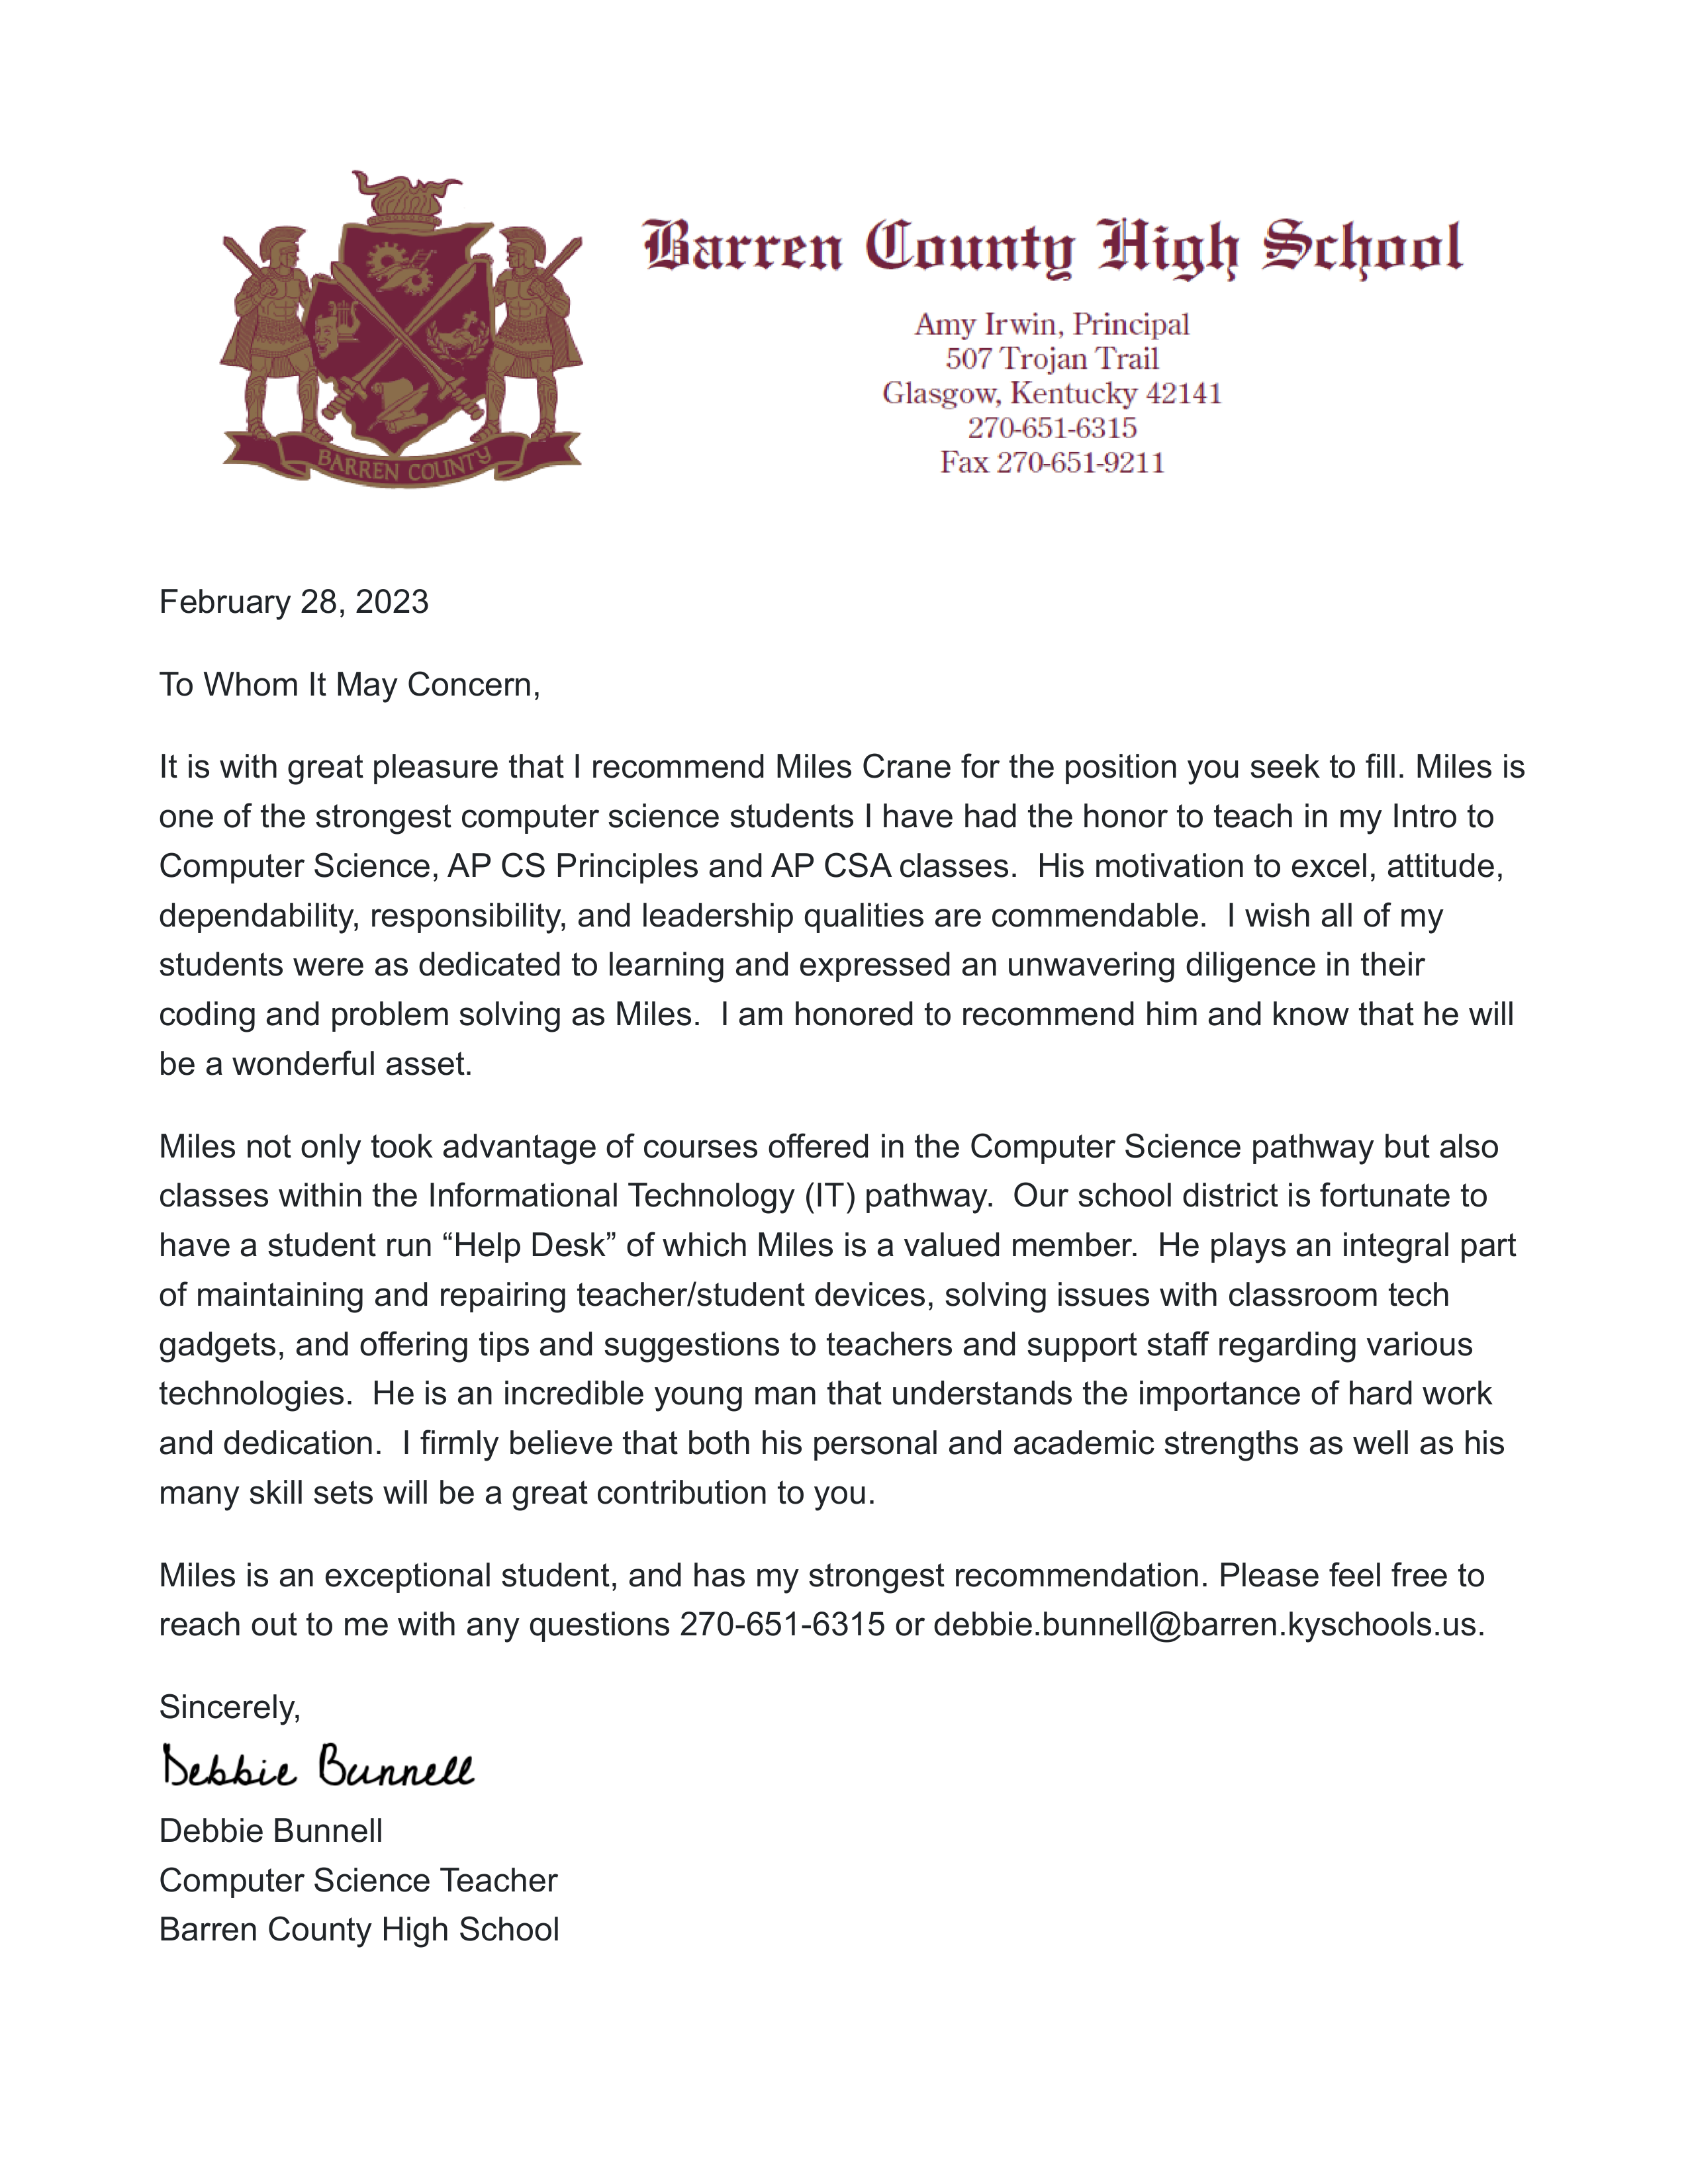 Barren County High School
Amy Irwin, Principal
507 Trojan Trail
Glasgow, Kentucky 42141
270-651-6315
Fax 270-651-9211
BARREN COUNTY
February 28, 2023
To Whom It May Concern,
It is with great pleasure that I recommend Miles Crane for the position you seek to fill. Miles is
one of the strongest computer science students I have had the honor to teach in my Intro to
Computer Science, AP CS Principles and AP CSA classes.  His motivation to excel, attitude,
dependability, responsibility, and leadership qualities are commendable.  I wish all of my
students were as dedicated to learning and expressed an unwavering diligence in their
coding and problem solving as Miles.  I am honored to recommend him and know that he will
be a wonderful asset.
Miles not only took advantage of courses offered in the Computer Science pathway but also
classes within the Informational Technology (IT) pathway.  Our school district is fortunate to
have a student run “Help Desk” of which Miles is a valued member.  He plays an integral part
of maintaining and repairing teacher/student devices, solving issues with classroom tech
gadgets, and offering tips and suggestions to teachers and support staff regarding various
technologies.  He is an incredible young man that understands the importance of hard work
and dedication.  I firmly believe that both his personal and academic strengths as well as his
many skill sets will be a great contribution to you.
Miles is an exceptional student, and has my strongest recommendation. Please feel free to
reach out to me with any questions 270-651-6315 or debbie.bunnell@barren.kyschools.us.
Sincerely,
Debbie Bunnell
Debbie Bunnell
Computer Science Teacher
Barren County High School